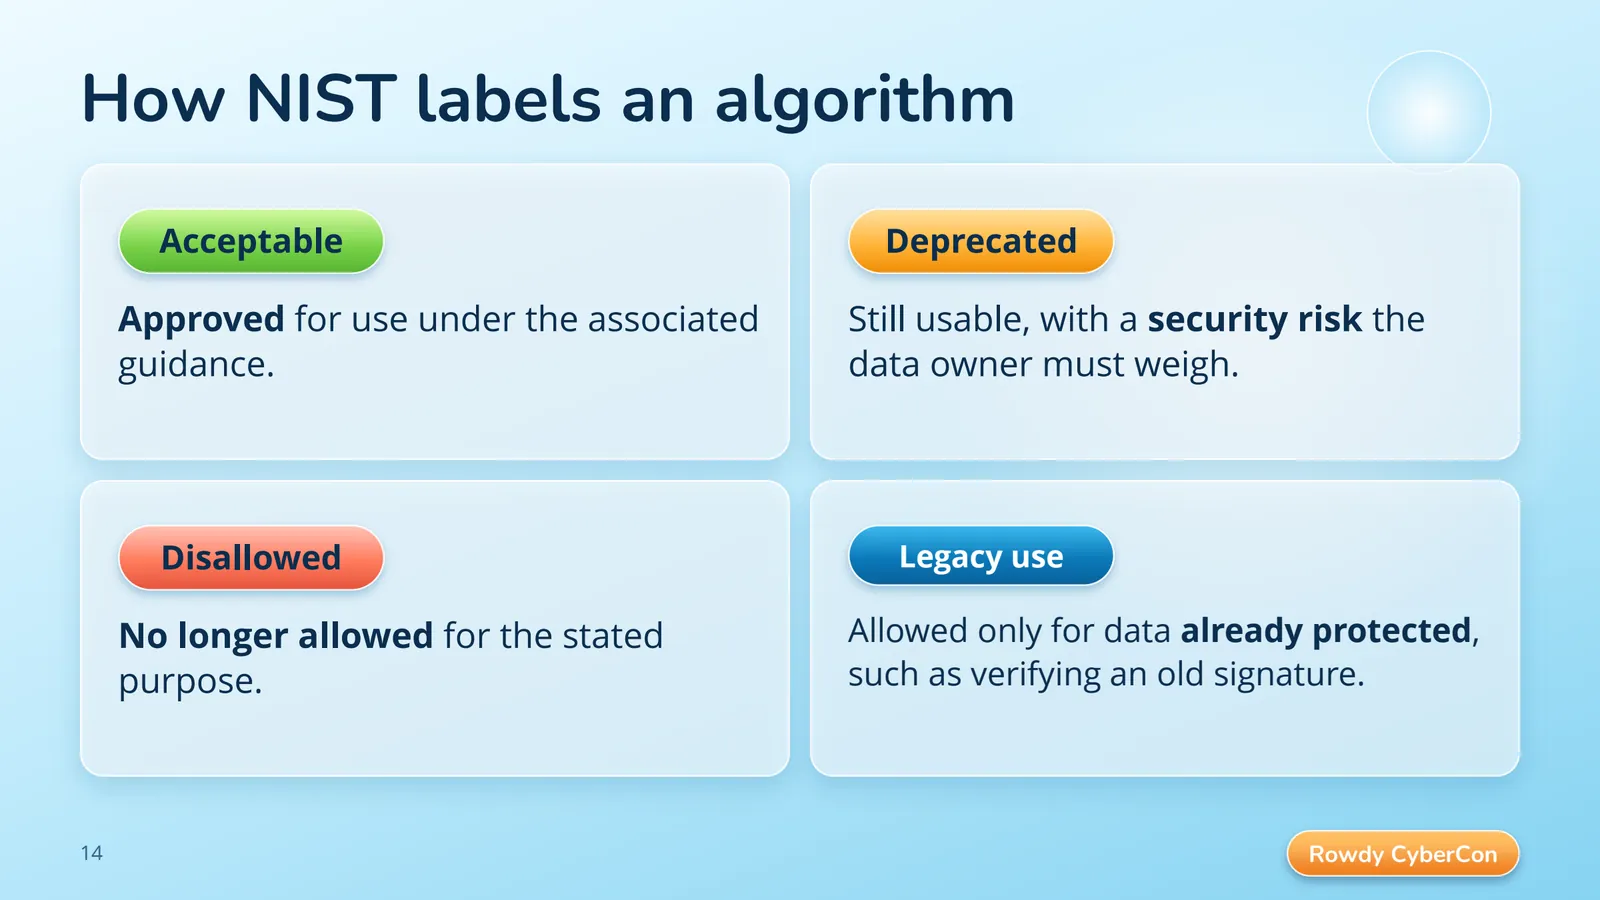 How NIST labels an algorithm
Acceptable
Approved for use under the associated
guidance.
Deprecated
Still usable, with a security risk the
data owner must weigh.
Disallowed
No longer allowed for the stated
purpose.
Legacy use
Allowed only for data already protected,
such as verifying an old signature.
14
Rowdy CyberCon